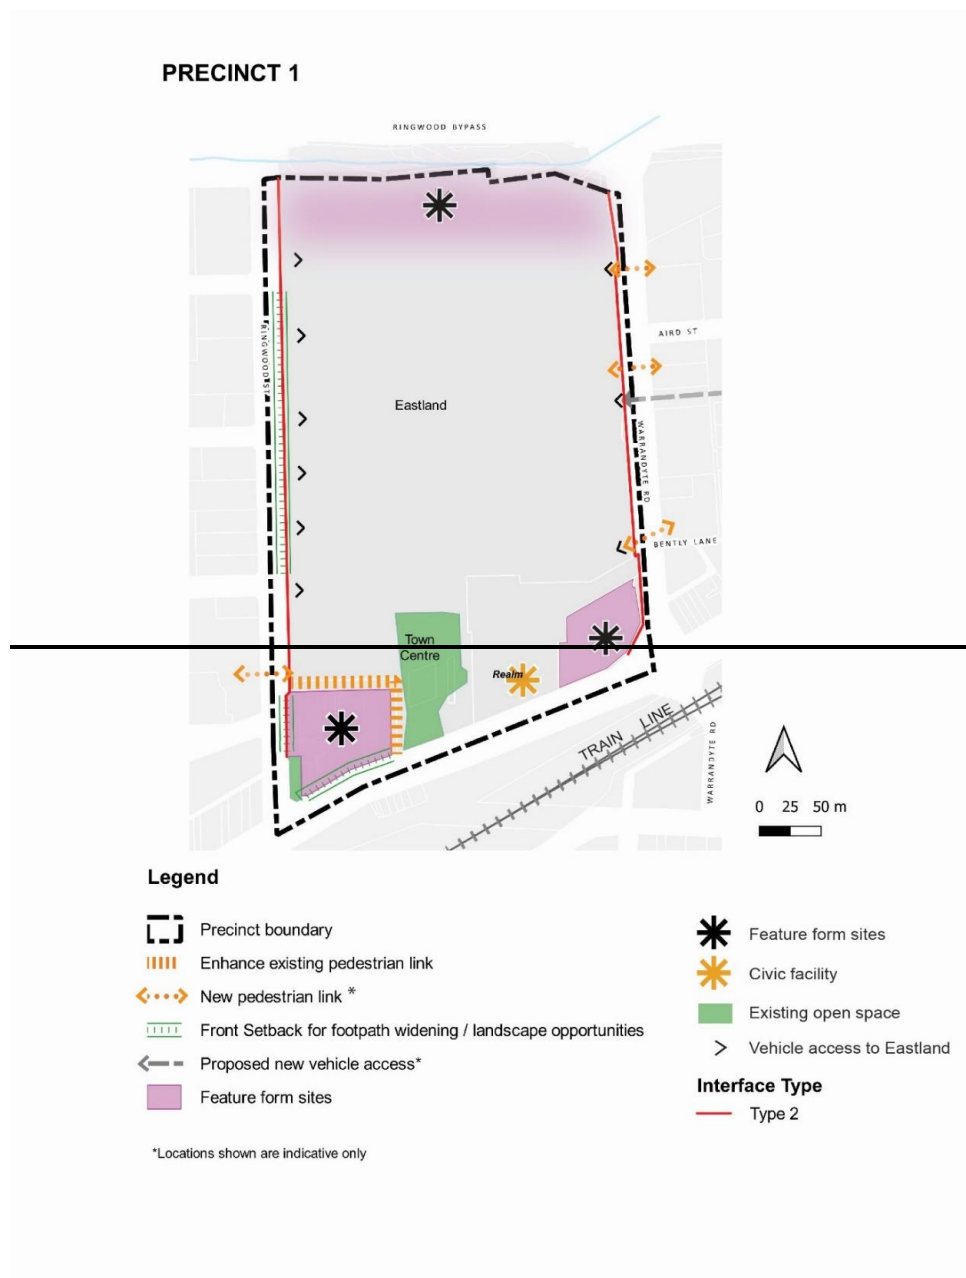 PRECINCT 1
RINGWOOD BYPASS
RINGWOOD ST
AIRD ST
Eastland
WARRANDYTE RD
BENTLY LANE
Town
Centre
Realm
TRAIN LINE
WARRANDYTE RD
0 25 50 m
Legend
Precinct boundary
Enhance existing pedestrian link
New pedestrian link *
Front Setback for footpath widening / landscape opportunities
Proposed new vehicle access*
Feature form sites
*Locations shown are indicative only
Feature form sites
Civic facility
Existing open space
Vehicle access to Eastland
Interface Type
Type 2